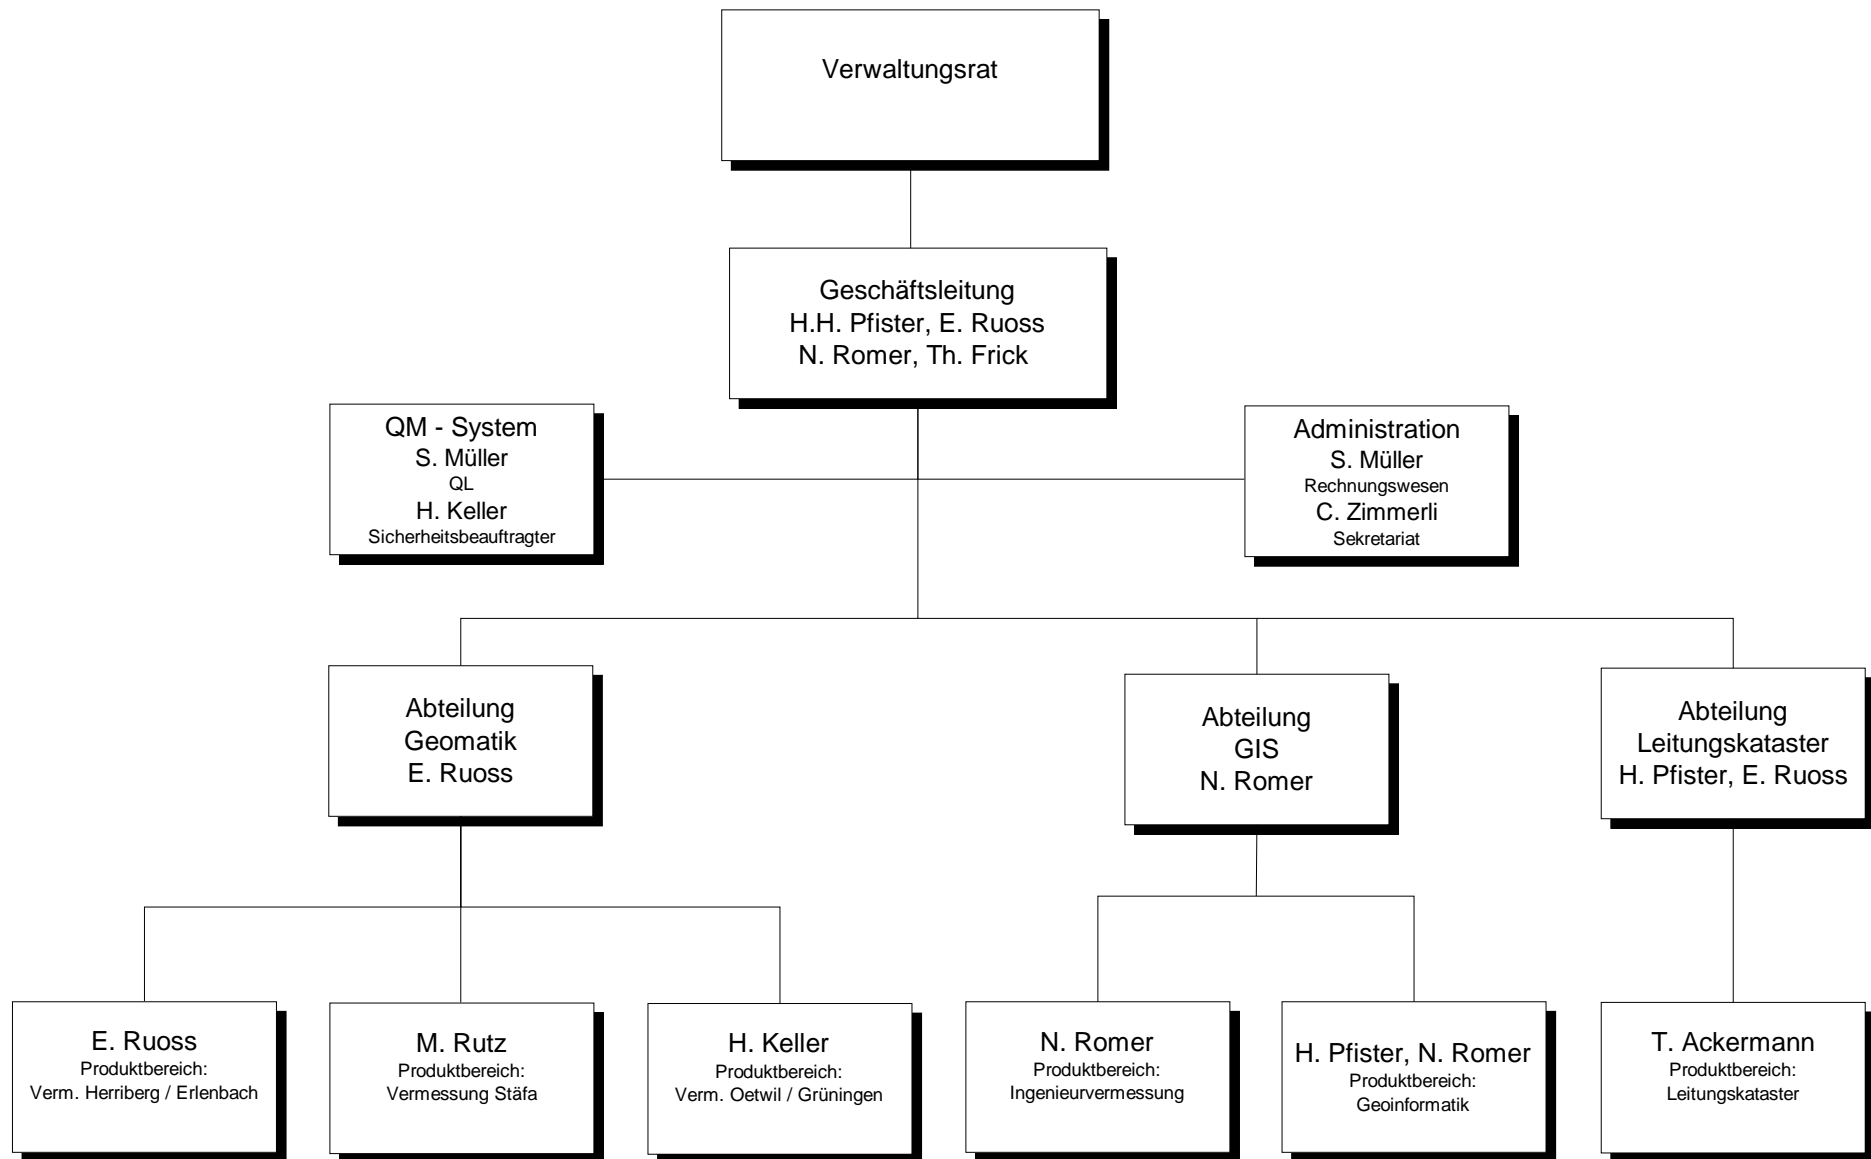 Verwaltungsrat
Geschäftsleitung
H.H. Pfister, E. Ruoss
N. Romer, Th. Frick
QM - System
S. Müller
QL
H. Keller
Sicherheitsbeauftragter
Administration
S. Müller
Rechnungswesen
C. Zimmerli
Sekretariat
Abteilung
Geomatik
E. Ruoss
Abteilung
GIS
N. Romer
Abteilung
Leitungskataster
H. Pfister, E. Ruoss
E. Ruoss
Produktbereich:
Verm. Herriberg / Erlenbach
M. Rutz
Produktbereich:
Vermessung Stäfa
H. Keller
Produktbereich:
Verm. Oetwil / Grüningen
N. Romer
Produktbereich:
Ingenieurvermessung
H. Pfister, N. Romer
Produktbereich:
Geoinformatik
T. Ackermann
Produktbereich:
Leitungskataster